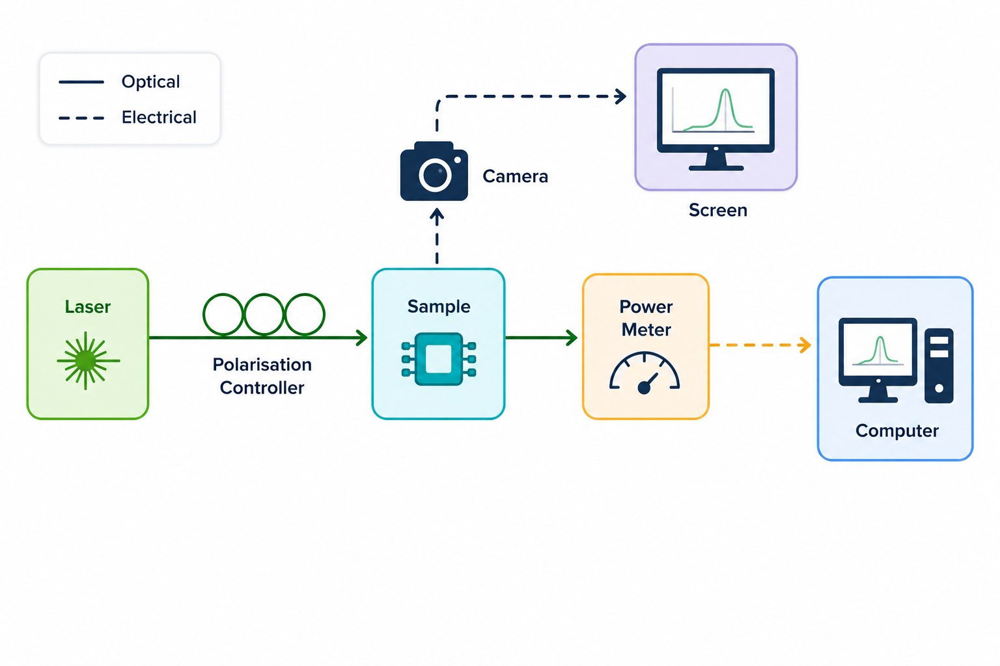 Optical
Electrical
Camera
Screen
Laser
Polarisation
Controller
Sample
Power
Meter
Computer